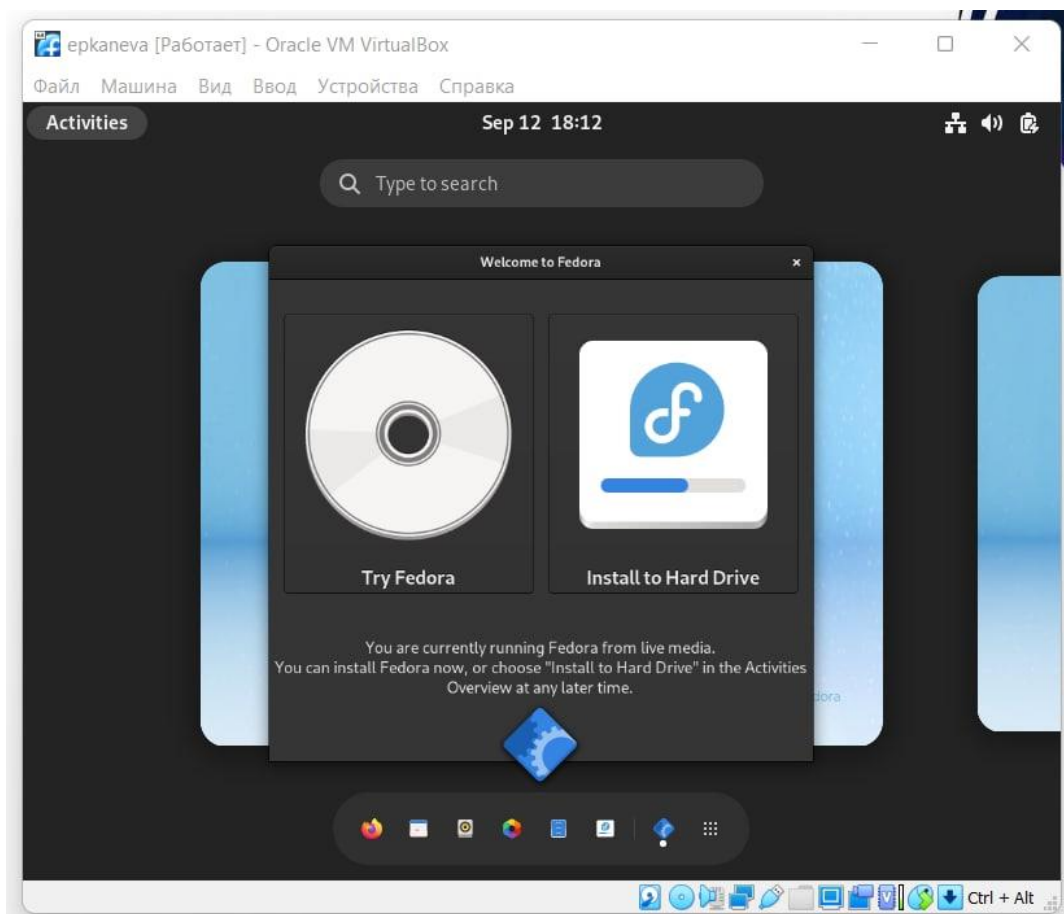 epkaneva [Работает] - Oracle VM VirtualBox
Файл Машина Вид Ввод Устройства Справка
Activities
Sep 12 18:12
Type to search
Welcome to Fedora
Try Fedora
Install to Hard Drive
You are currently running Fedora from live media.
You can install Fedora now, or choose "Install to Hard Drive" in the Activities
Overview at any later time.
dora
Ctrl + Alt